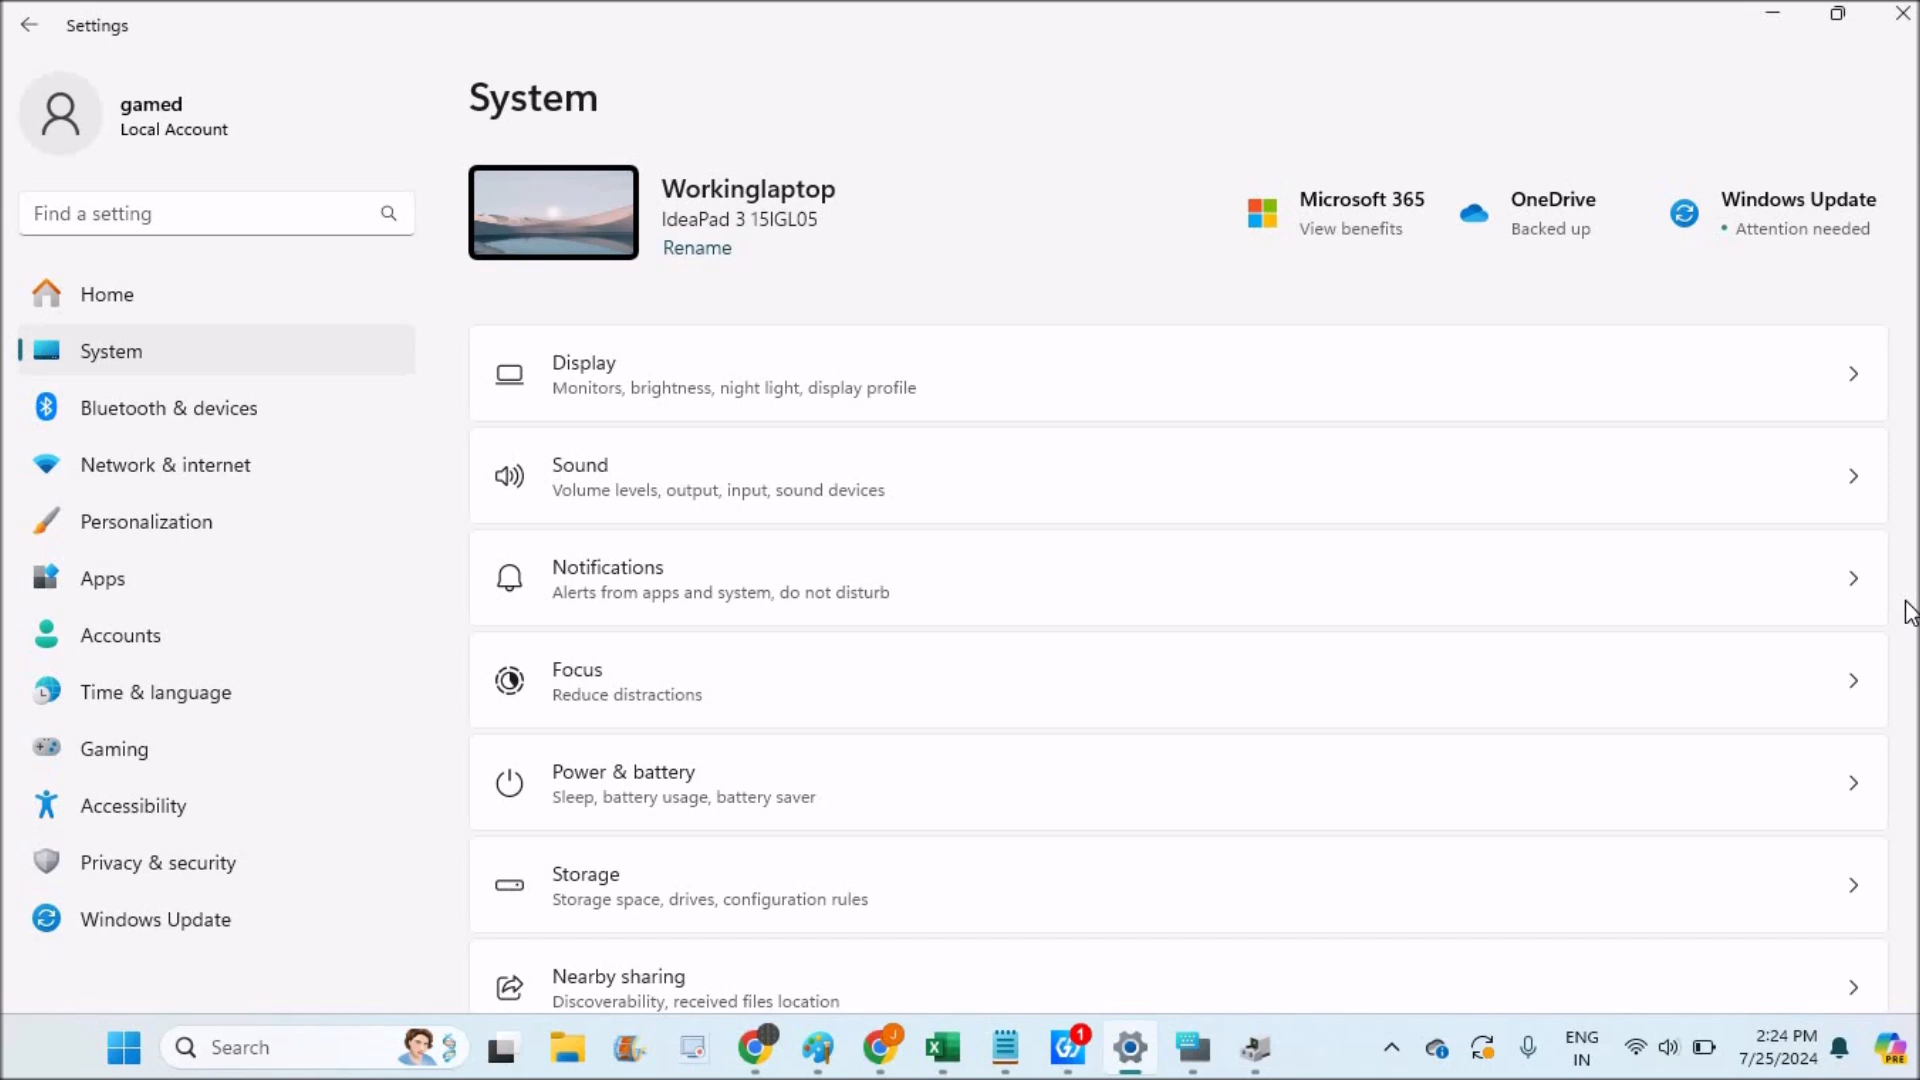 Settings
gamed
Local Account
Find a setting
Home
System
Bluetooth & devices
Network & internet
Personalization
Apps
Accounts
Time & language
Gaming
Accessibility
Privacy & security
Windows Update
System
Workinglaptop
IdeaPad 3 15IGL05
Rename
Microsoft 365
View benefits
OneDrive
Backed up
Windows Update
• Attention needed
Display
Monitors, brightness, night light, display profile
Sound
Volume levels, output, input, sound devices
Notifications
Alerts from apps and system, do not disturb
Focus
Reduce distractions
Power & battery
Sleep, battery usage, battery saver
Storage
Storage space, drives, configuration rules
Nearby sharing
Discoverability, received files location
Search
J
1
ENG
IN
2:24 PM
7/25/2024
PRE